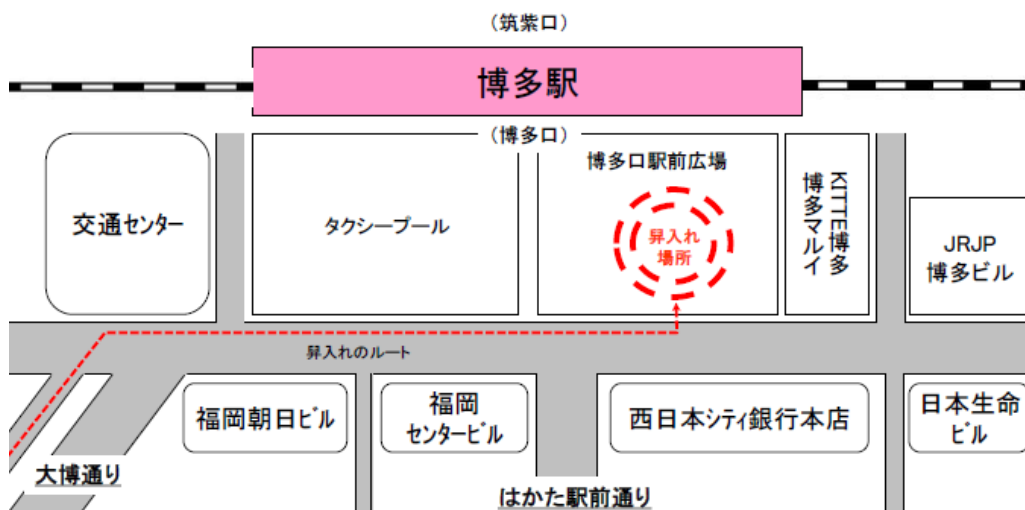 (筑紫口)
博多駅
(博多口)
交通センター
タクシープール
博多口駅前広場
昇入れ
場所
KITTE博多
博多マルイ
JRJP
博多ビル
昇入れのルート
福岡朝日ビル
福岡
センタービル
西日本シティ銀行本店
日本生命
ビル
大博通り
はかた駅前通り